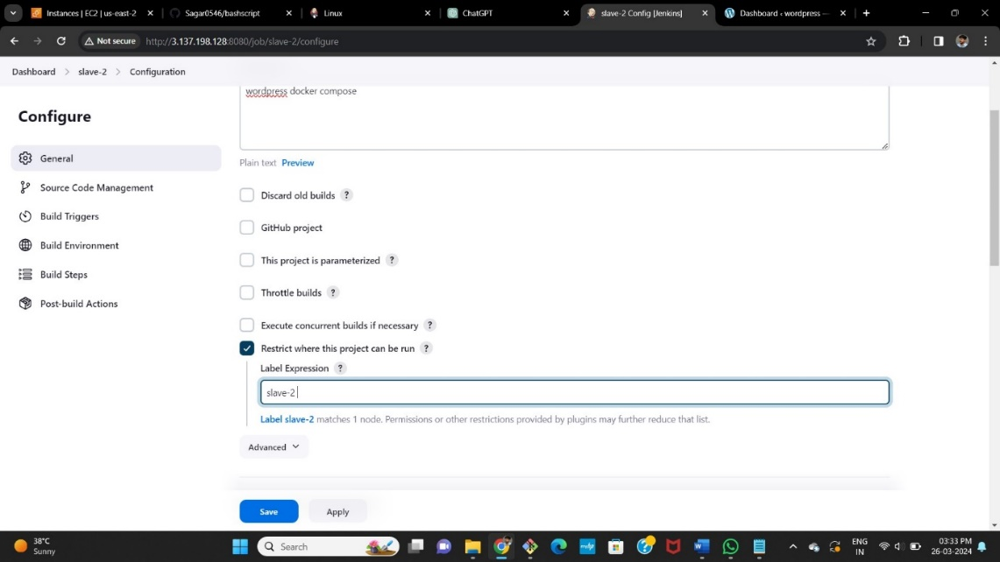 Instances | EC2 | us-east-2
Sagar0546/bashscript
Linux
ChatGPT
slave-2 Config [Jenkins]
Dashboard ‹ wordpress —
Not secure
http://3.137.198.128:8080/job/slave-2/configure
Dashboard > slave-2 > Configuration
Configure
General
Source Code Management
Build Triggers
Build Environment
Build Steps
Post-build Actions
wordpress docker compose
Plain text Preview
Discard old builds ?
GitHub project
This project is parameterized ?
Throttle builds ?
Execute concurrent builds if necessary ?
Restrict where this project can be run ?
Label Expression ?
slave-2
Label slave-2 matches 1 node. Permissions or other restrictions provided by plugins may further reduce that list.
Advanced
Save
Apply
38°C
Sunny
Search
ENG
IN
03:33 PM
26-03-2024